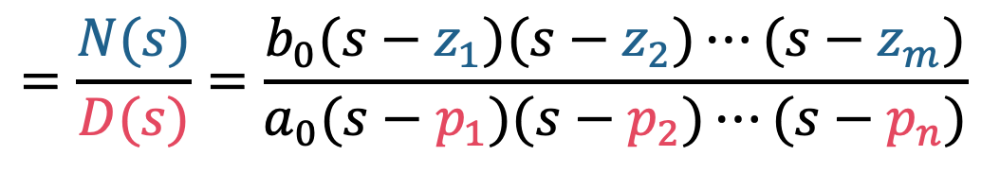 = N(s)/D(s) = b₀(s − z₁)(s − z₂)⋯(s − zₘ)/a₀(s − p₁)(s − p₂)⋯(s − pₙ)